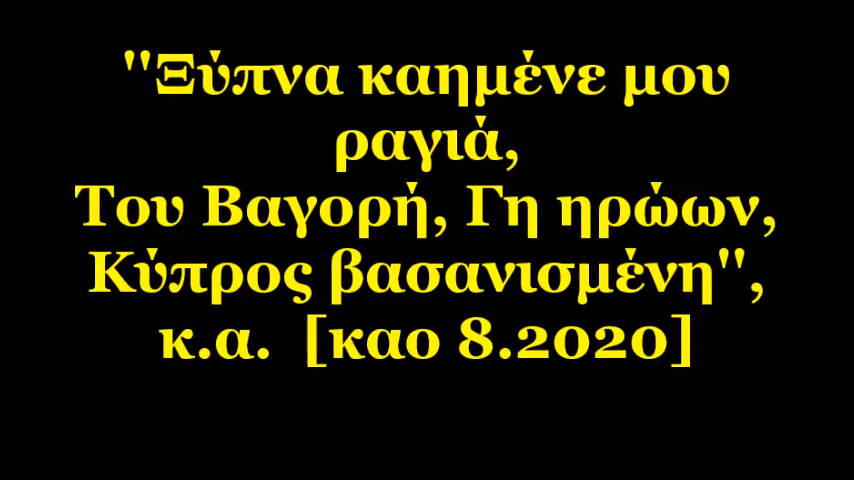 "Ξύπνα καημένε μου
ραγιά,
Του Βαγορή, Γη ηρώων,
Κύπρος βασανισμένη",
κ.α. [καο 8.2020]